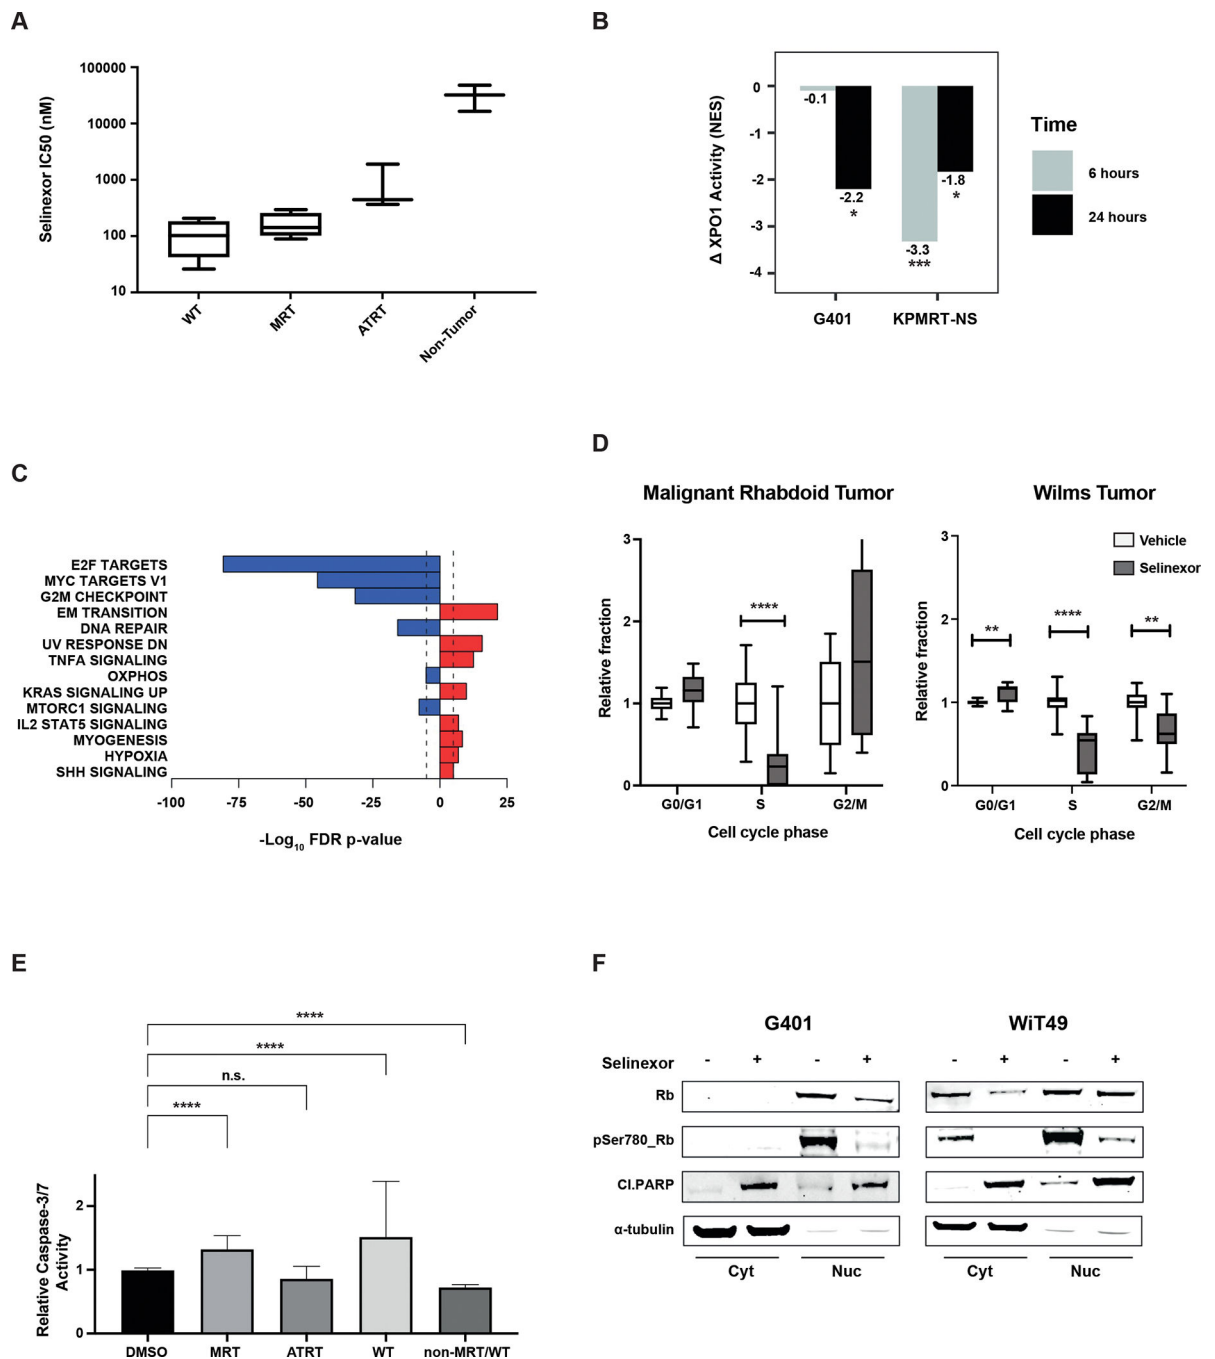 A
Selinexor IC50 (nM)
100000
10000
1000
100
10
WT
MRT
ATRT
Non-Tumor
B
Δ XPO1 Activity (NES)
0
-1
-2
-3
-4
-0.1
-2.2
*
-3.3
***
-1.8
*
G401
KPMRT-NS
Time
6 hours
24 hours
C
E2F TARGETS
MYC TARGETS V1
G2M CHECKPOINT
EM TRANSITION
DNA REPAIR
UV RESPONSE DN
TNFA SIGNALING
OXPHOS
KRAS SIGNALING UP
MTORC1 SIGNALING
IL2 STAT5 SIGNALING
MYOGENESIS
HYPOXIA
SHH SIGNALING
-100 -75 -50 -25 0 25
-Log10 FDR p-value
D
Malignant Rhabdoid Tumor
Relative fraction
3
2
1
0
****
G0/G1 S G2/M
Cell cycle phase
Wilms Tumor
Relative fraction
3
2
1
0
Vehicle
Selinexor
** **** **
G0/G1 S G2/M
Cell cycle phase
E
****
****
n.s.
****
Relative Caspase-3/7
Activity
2
1
0
DMSO MRT ATRT WT non-MRT/WT
F
G401 WiT49
Selinexor - + - + - + - +
Rb
pSer780_Rb
Cl.PARP
α-tubulin
Cyt Nuc Cyt Nuc